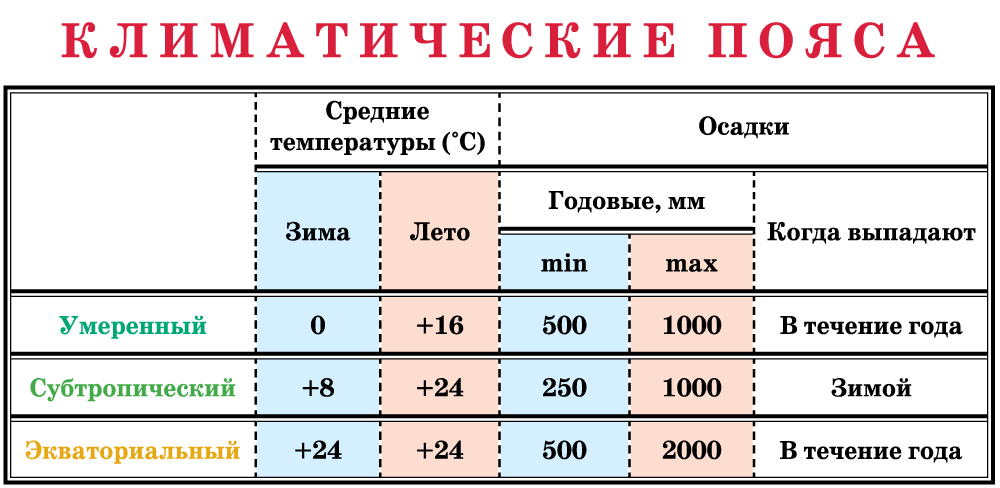 КЛИМАТИЧЕСКИЕ ПОЯСА
Средние
температуры (°С)
Осадки
Зима
Лето
Годовые, мм
Когда выпадают
min
max
Умеренный 0 +16 500 1000 В течение года
Субтропический +8 +24 250 1000 Зимой
Экваториальный +24 +24 500 2000 В течение года